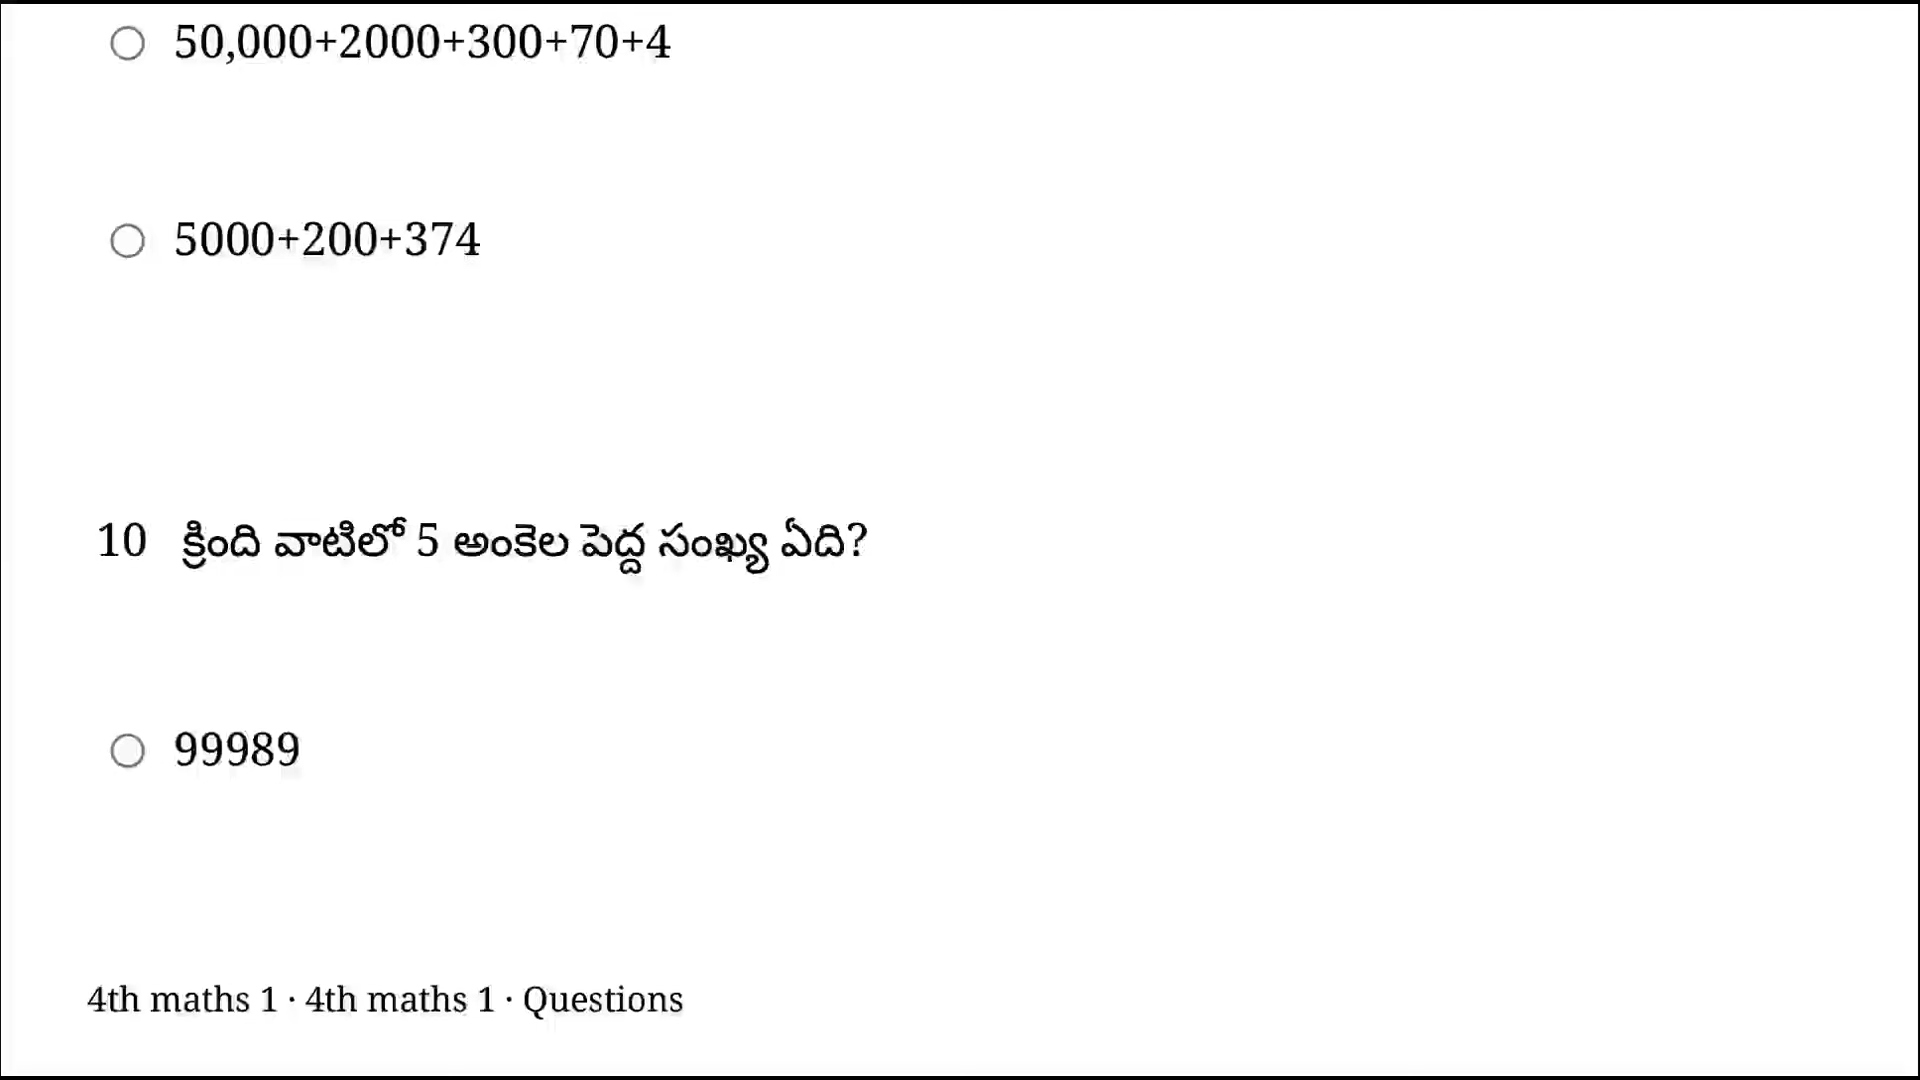 50,000+2000+300+70+4
5000+200+374
10 క్రింది వాటిలో 5 అంకెల పెద్ద సంఖ్య ఏది?
99989
4th maths 1 · 4th maths 1 · Questions